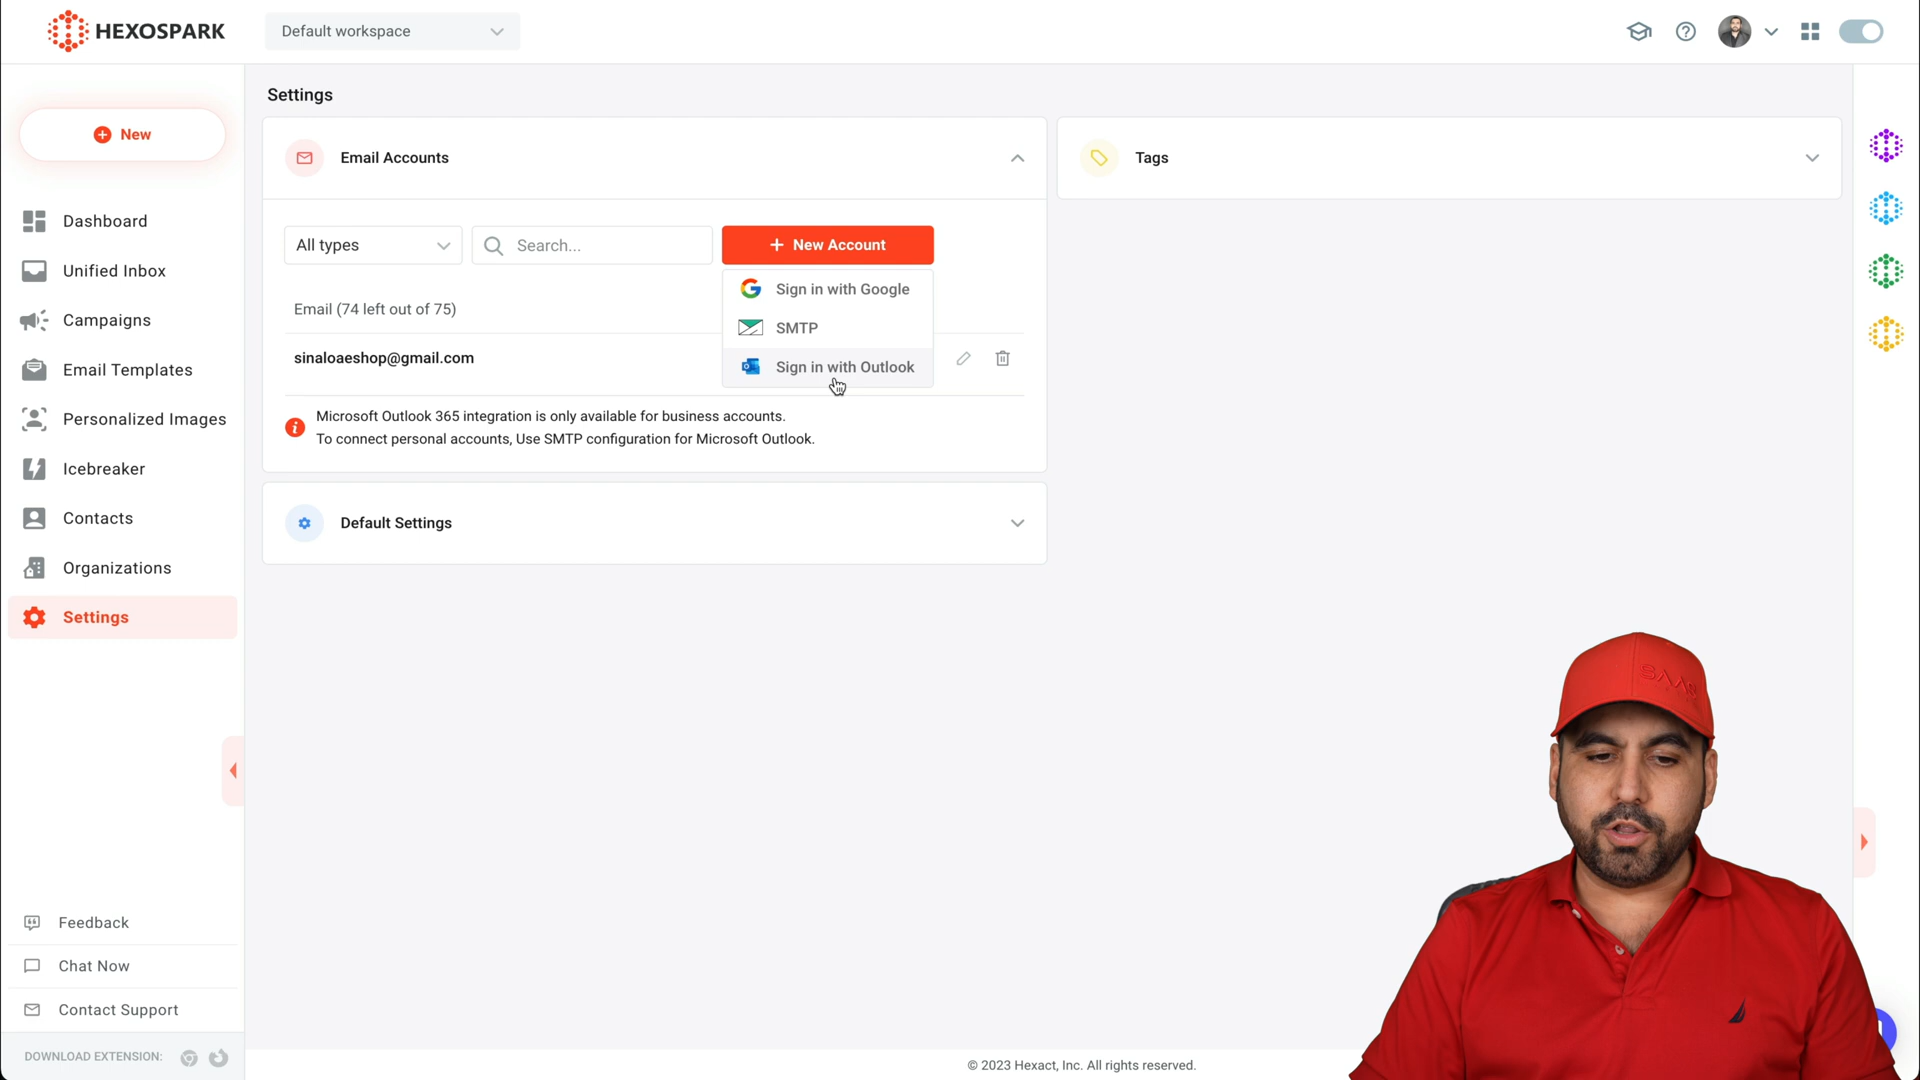 HEXOSPARK
Default workspace
New
Dashboard
Unified Inbox
Campaigns
Email Templates
Personalized Images
Icebreaker
Contacts
Organizations
Settings
Feedback
Chat Now
Contact Support
DOWNLOAD EXTENSION:
Settings
Email Accounts
All types
Search...
+ New Account
Sign in with Google
SMTP
Sign in with Outlook
Email (74 left out of 75)
sinaloaeshop@gmail.com
Microsoft Outlook 365 integration is only available for business accounts.
To connect personal accounts, Use SMTP configuration for Microsoft Outlook.
Default Settings
Tags
SAAS
© 2023 Hexact, Inc. All rights reserved.